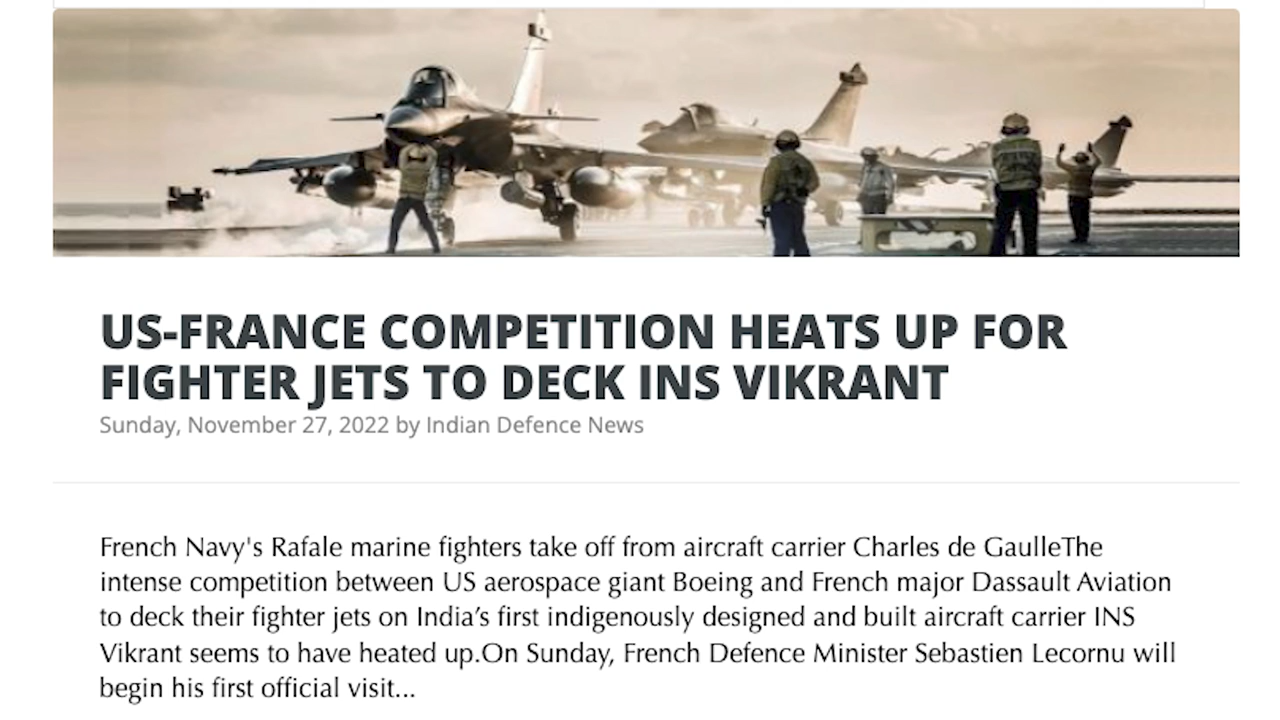 US-FRANCE COMPETITION HEATS UP FOR
FIGHTER JETS TO DECK INS VIKRANT
Sunday, November 27, 2022 by Indian Defence News
French Navy's Rafale marine fighters take off from aircraft carrier Charles de GaulleThe
intense competition between US aerospace giant Boeing and French major Dassault Aviation
to deck their fighter jets on India’s first indigenously designed and built aircraft carrier INS
Vikrant seems to have heated up.On Sunday, French Defence Minister Sebastien Lecornu will
begin his first official visit...